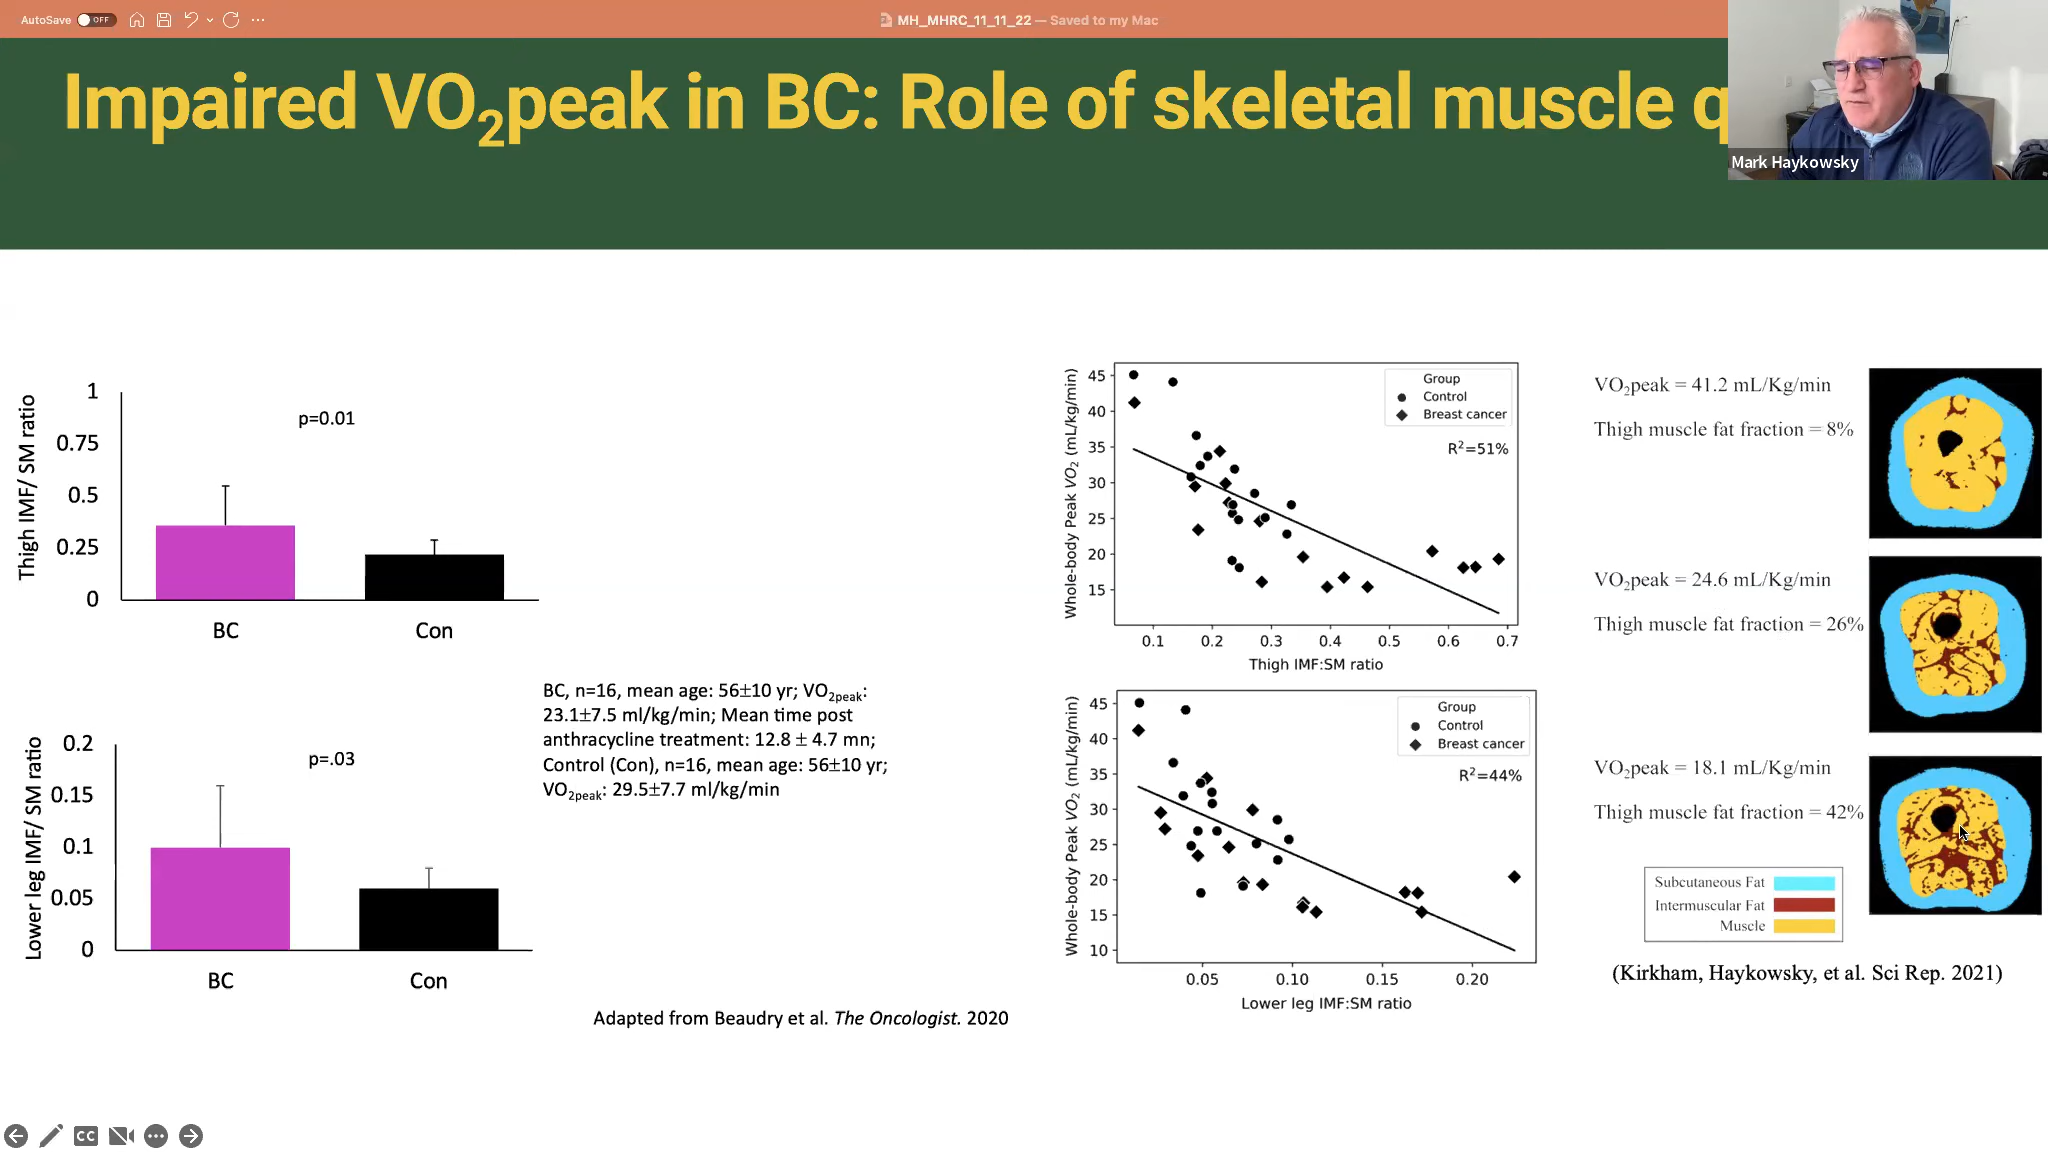 AutoSave OFF
MH_MHRC_11_11_22 — Saved to my Mac
Impaired VO₂peak in BC: Role of skeletal muscle q
Mark Haykowsky
Thigh IMF/ SM ratio
1
0.75
0.5
0.25
0
p=0.01
BC Con
Lower leg IMF/ SM ratio
0.2
0.15
0.1
0.05
0
p=.03
BC Con
BC, n=16, mean age: 56±10 yr; VO₂peak:
23.1±7.5 ml/kg/min; Mean time post
anthracycline treatment: 12.8 ± 4.7 mn;
Control (Con), n=16, mean age: 56±10 yr;
VO₂peak: 29.5±7.7 ml/kg/min
Adapted from Beaudry et al. The Oncologist. 2020
Whole-body Peak VO₂ (mL/kg/min)
45
40
35
30
25
20
15
Group
Control
Breast cancer
R²=51%
0.1 0.2 0.3 0.4 0.5 0.6 0.7
Thigh IMF:SM ratio
Whole-body Peak VO₂ (mL/kg/min)
45
40
35
30
25
20
15
10
Group
Control
Breast cancer
R²=44%
0.05 0.10 0.15 0.20
Lower leg IMF:SM ratio
VO₂peak = 41.2 mL/Kg/min
Thigh muscle fat fraction = 8%
VO₂peak = 24.6 mL/Kg/min
Thigh muscle fat fraction = 26%
VO₂peak = 18.1 mL/Kg/min
Thigh muscle fat fraction = 42%
Subcutaneous Fat
Intermuscular Fat
Muscle
(Kirkham, Haykowsky, et al. Sci Rep. 2021)
CC